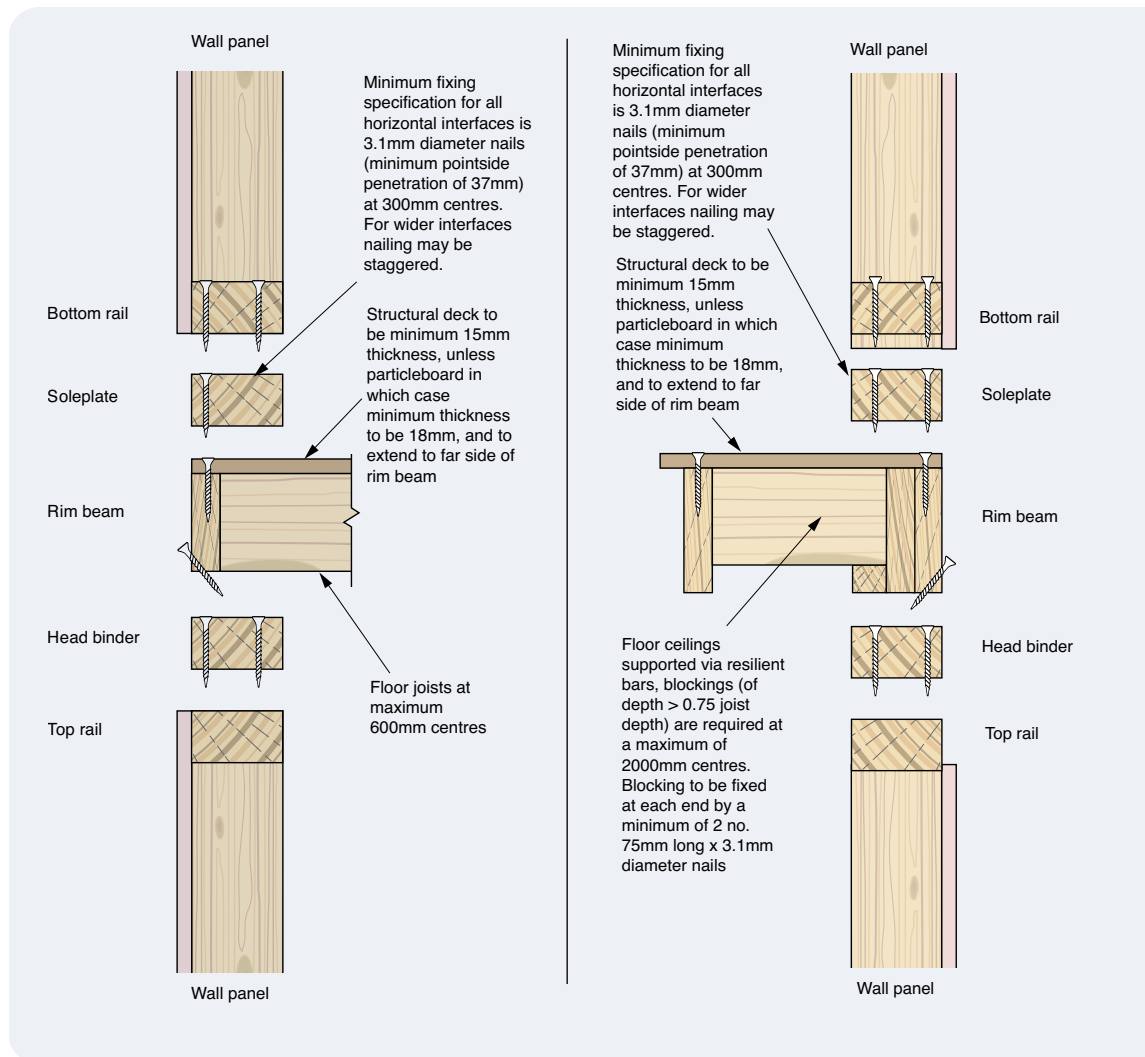 Wall panel
Minimum fixing
specification for all
horizontal interfaces is
3.1mm diameter nails
(minimum pointside
penetration of 37mm)
at 300mm centres.
For wider interfaces
nailing may be
staggered.
Bottom rail
Structural deck to
be minimum 15mm
thickness, unless
particleboard in
which case
minimum thickness
to be 18mm, and to
extend to far side of
rim beam
Soleplate
Rim beam
Head binder
Floor joists at
maximum
600mm centres
Top rail
Wall panel
Minimum fixing
specification for all
horizontal interfaces
is 3.1mm diameter
nails (minimum
pointside penetration
of 37mm) at 300mm
centres. For wider
interfaces nailing may
be staggered.
Wall panel
Structural deck to be
minimum 15mm
thickness, unless
particleboard in which
case minimum
thickness to be 18mm,
and to extend to far
side of rim beam
Bottom rail
Soleplate
Rim beam
Floor ceilings
supported via resilient
bars, blockings (of
depth > 0.75 joist
depth) are required at
a maximum of
2000mm centres.
Blocking to be fixed
at each end by a
minimum of 2 no.
75mm long x 3.1mm
diameter nails
Head binder
Top rail
Wall panel